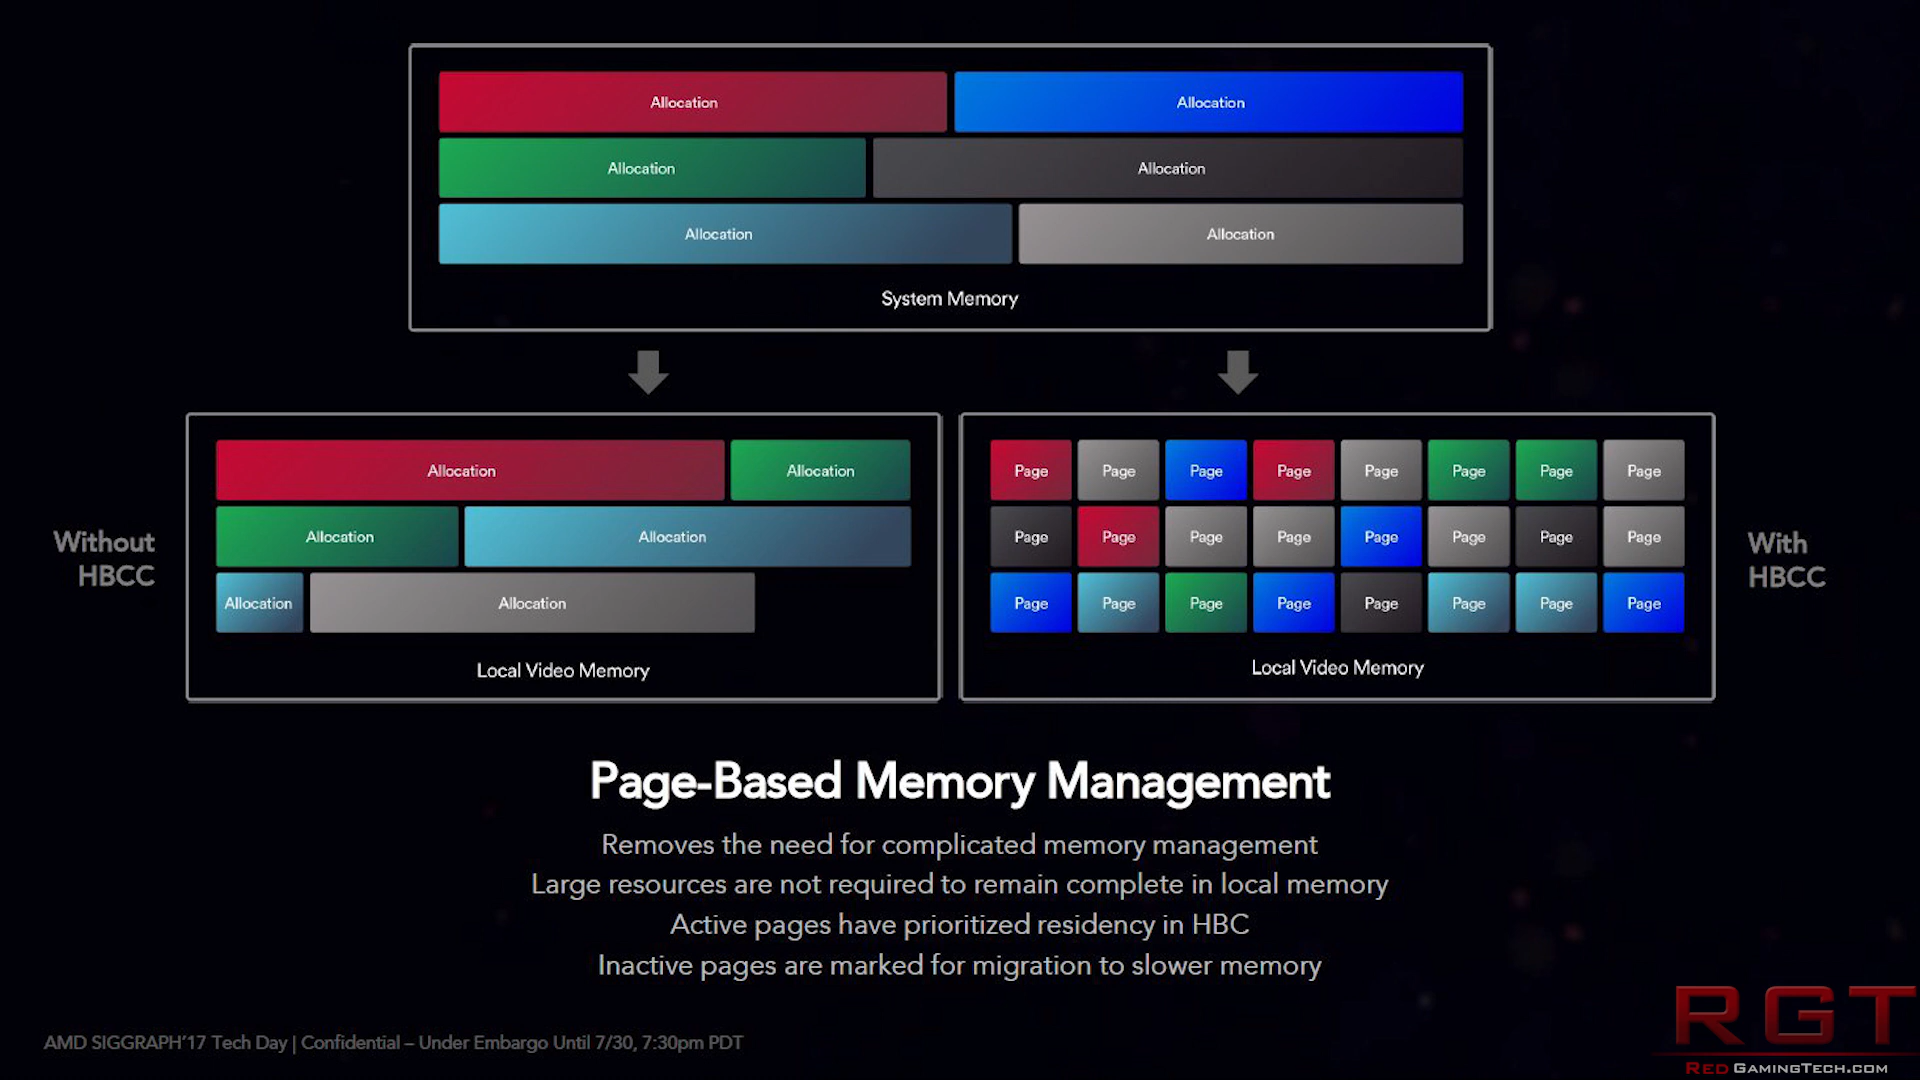 Allocation Allocation
Allocation Allocation
Allocation Allocation
System Memory
Without
HBCC
Allocation Allocation
Allocation Allocation
Allocation Allocation
Local Video Memory
Page Page Page Page Page Page Page Page
Page Page Page Page Page Page Page Page
Page Page Page Page Page Page Page Page
Local Video Memory
With
HBCC
Page-Based Memory Management
Removes the need for complicated memory management
Large resources are not required to remain complete in local memory
Active pages have prioritized residency in HBC
Inactive pages are marked for migration to slower memory
AMD SIGGRAPH'17 Tech Day | Confidential – Under Embargo Until 7/30, 7:30pm PDT
RGT
REDGAMINGTECH.COM